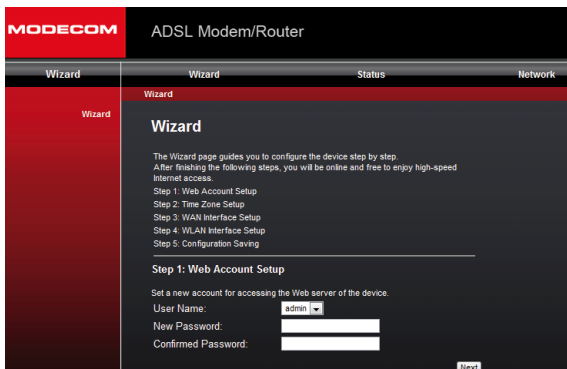 MODECOM
ADSL Modem/Router
Wizard Wizard Status Network
Wizard
Wizard
Wizard
The Wizard page guides you to configure the device step by step.
After finishing the following steps, you will be online and free to enjoy high-speed
Internet access.
Step 1: Web Account Setup
Step 2: Time Zone Setup
Step 3: WAN Interface Setup
Step 4: WLAN Interface Setup
Step 5: Configuration Saving
Step 1: Web Account Setup
Set a new account for accessing the Web server of the device.
User Name: admin
New Password:
Confirmed Password:
Next